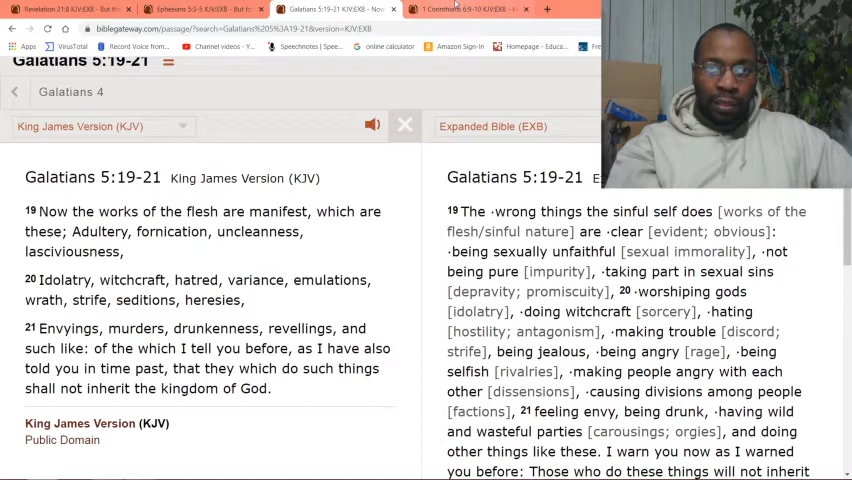 Revelation 21:8 KJV;EXB - But th
Ephesians 5:3-5 KJV;EXB - But fo
Galatians 5:19-21 KJV;EXB - Nov
1 Corinthians 6:9-10 KJV;EXB - K
biblegateway.com/passage/?search=Galatians%205%3A19-21&version=KJV;EXB
VirusTotal
Record Voice from...
Channel videos - Y...
Speechnotes | Spee...
online calculator
Amazon Sign-In
Homepage - Educa...
Fre
Galatians 5:19-21
Galatians 4
King James Version (KJV)
Expanded Bible (EXB)
Galatians 5:19-21 King James Version (KJV)
19 Now the works of the flesh are manifest, which are
these; Adultery, fornication, uncleanness,
lasciviousness,
20 Idolatry, witchcraft, hatred, variance, emulations,
wrath, strife, seditions, heresies,
21 Envyings, murders, drunkenness, revellings, and
such like: of the which I tell you before, as I have also
told you in time past, that they which do such things
shall not inherit the kingdom of God.
King James Version (KJV)
Public Domain
Galatians 5:19-21 E
19 The ·wrong things the sinful self does [works of the
flesh/sinful nature] are ·clear [evident; obvious]:
·being sexually unfaithful [sexual immorality], ·not
being pure [impurity], ·taking part in sexual sins
[depravity; promiscuity], 20 ·worshiping gods
[idolatry], ·doing witchcraft [sorcery], ·hating
[hostility; antagonism], ·making trouble [discord;
strife], being jealous, ·being angry [rage], ·being
selfish [rivalries], ·making people angry with each
other [dissensions], ·causing divisions among people
[factions], 21 feeling envy, being drunk, ·having wild
and wasteful parties [carousings; orgies], and doing
other things like these. I warn you now as I warned
you before: Those who do these things will not inherit